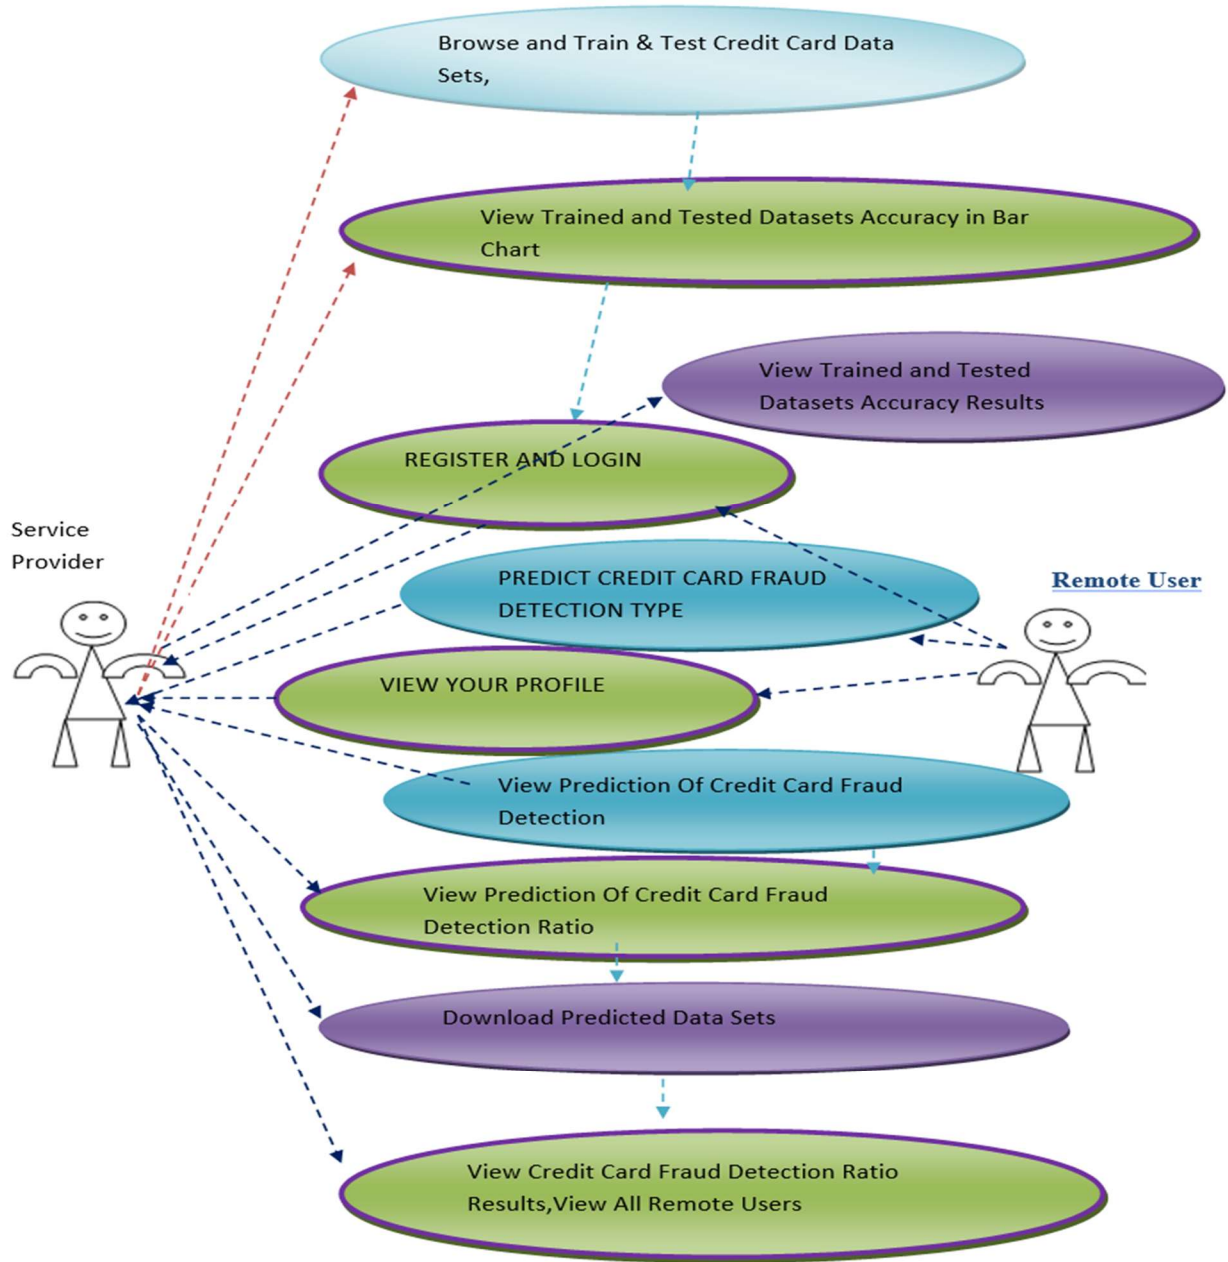 Browse and Train & Test Credit Card Data
Sets,
View Trained and Tested Datasets Accuracy in Bar
Chart
View Trained and Tested
Datasets Accuracy Results
REGISTER AND LOGIN
Service
Provider
PREDICT CREDIT CARD FRAUD
DETECTION TYPE
Remote User
VIEW YOUR PROFILE
View Prediction Of Credit Card Fraud
Detection
View Prediction Of Credit Card Fraud
Detection Ratio
Download Predicted Data Sets
View Credit Card Fraud Detection Ratio
Results,View All Remote Users